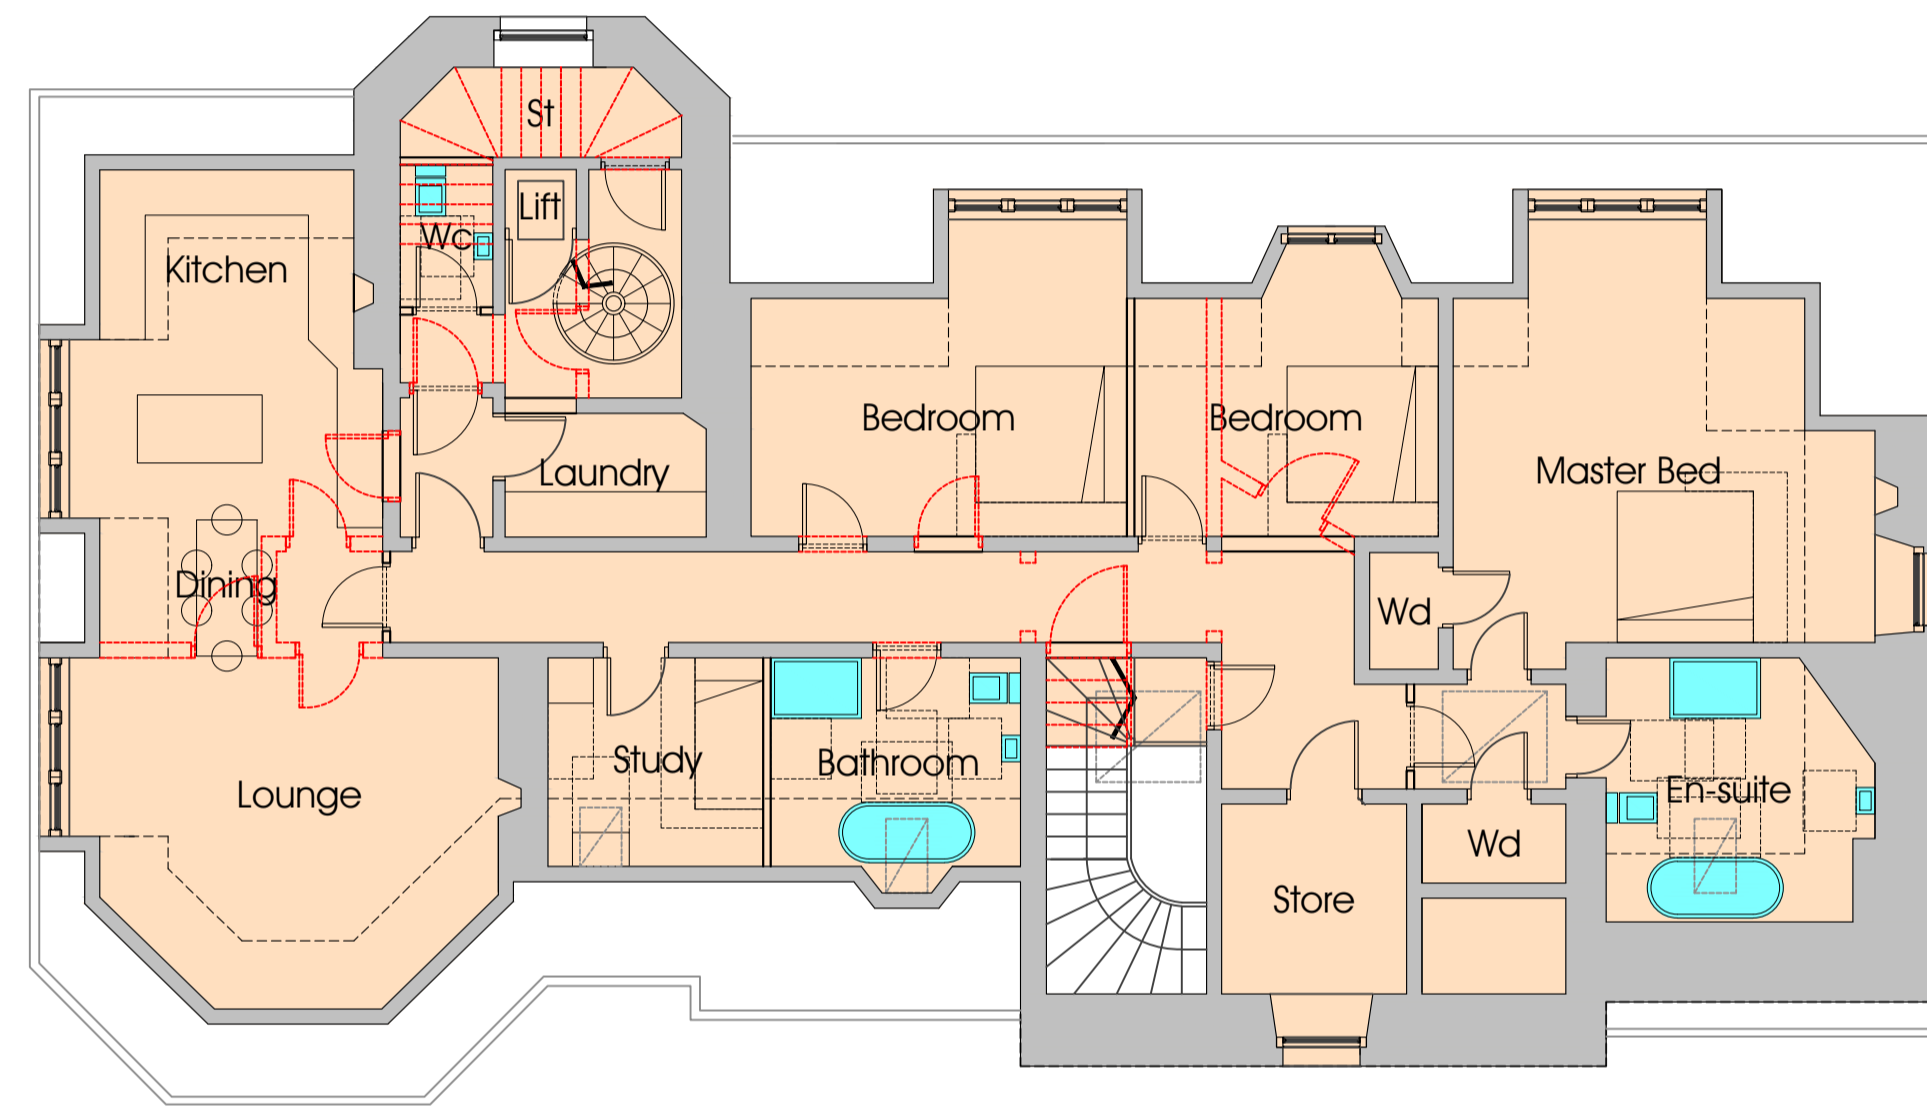 St
Lift
Wc
Kitchen
Bedroom
Bedroom
Laundry
Master Bed
Dining
Wd
Study
Bathroom
Lounge
En-suite
Wd
Store